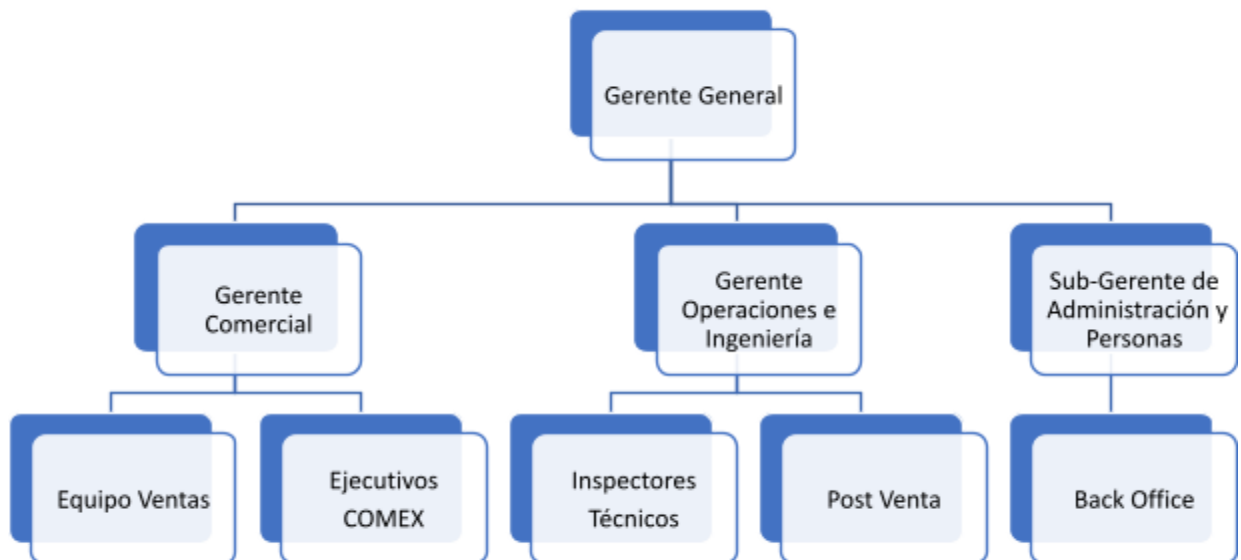 Gerente General
Gerente
Comercial
Gerente
Operaciones e
Ingeniería
Sub-Gerente de
Administración y
Personas
Equipo Ventas
Ejecutivos
COMEX
Inspectores
Técnicos
Post Venta
Back Office